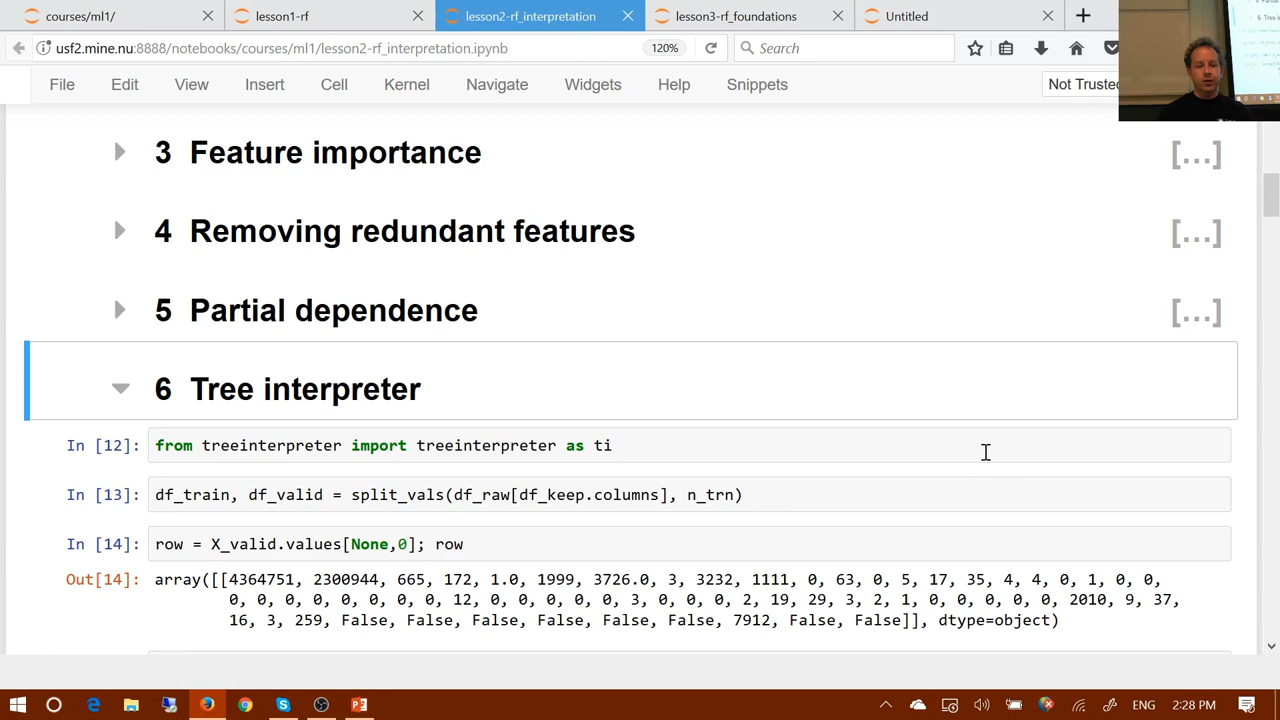 courses/ml1/
lesson1-rf
lesson2-rf_interpretation
lesson3-rf_foundations
Untitled
usf2.mine.nu:8888/notebooks/courses/ml1/lesson2-rf_interpretation.ipynb
120%
Search
File Edit View Insert Cell Kernel Navigate Widgets Help Snippets
Not Trusted
3 Feature importance
[...]
4 Removing redundant features
[...]
5 Partial dependence
[...]
6 Tree interpreter
In [12]: from treeinterpreter import treeinterpreter as ti
In [13]: df_train, df_valid = split_vals(df_raw[df_keep.columns], n_trn)
In [14]: row = X_valid.values[None,0]; row
Out[14]: array([[4364751, 2300944, 665, 172, 1.0, 1999, 3726.0, 3, 3232, 1111, 0, 63, 0, 5, 17, 35, 4, 4, 0, 1, 0, 0,
0, 0, 0, 0, 0, 0, 0, 0, 12, 0, 0, 0, 0, 0, 3, 0, 0, 0, 2, 19, 29, 3, 2, 1, 0, 0, 0, 0, 0, 2010, 9, 37,
16, 3, 259, False, False, False, False, False, False, 7912, False, False]], dtype=object)
ENG
2:28 PM